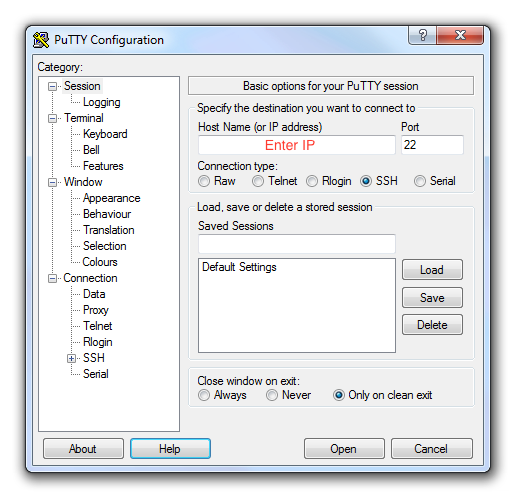 PuTTY Configuration
Category:
Session
Logging
Terminal
Keyboard
Bell
Features
Window
Appearance
Behaviour
Translation
Selection
Colours
Connection
Data
Proxy
Telnet
Rlogin
SSH
Serial
Basic options for your PuTTY session
Specify the destination you want to connect to
Host Name (or IP address) Port
Enter IP 22
Connection type:
Raw Telnet Rlogin SSH Serial
Load, save or delete a stored session
Saved Sessions
Default Settings
Load
Save
Delete
Close window on exit:
Always Never Only on clean exit
About Help Open Cancel